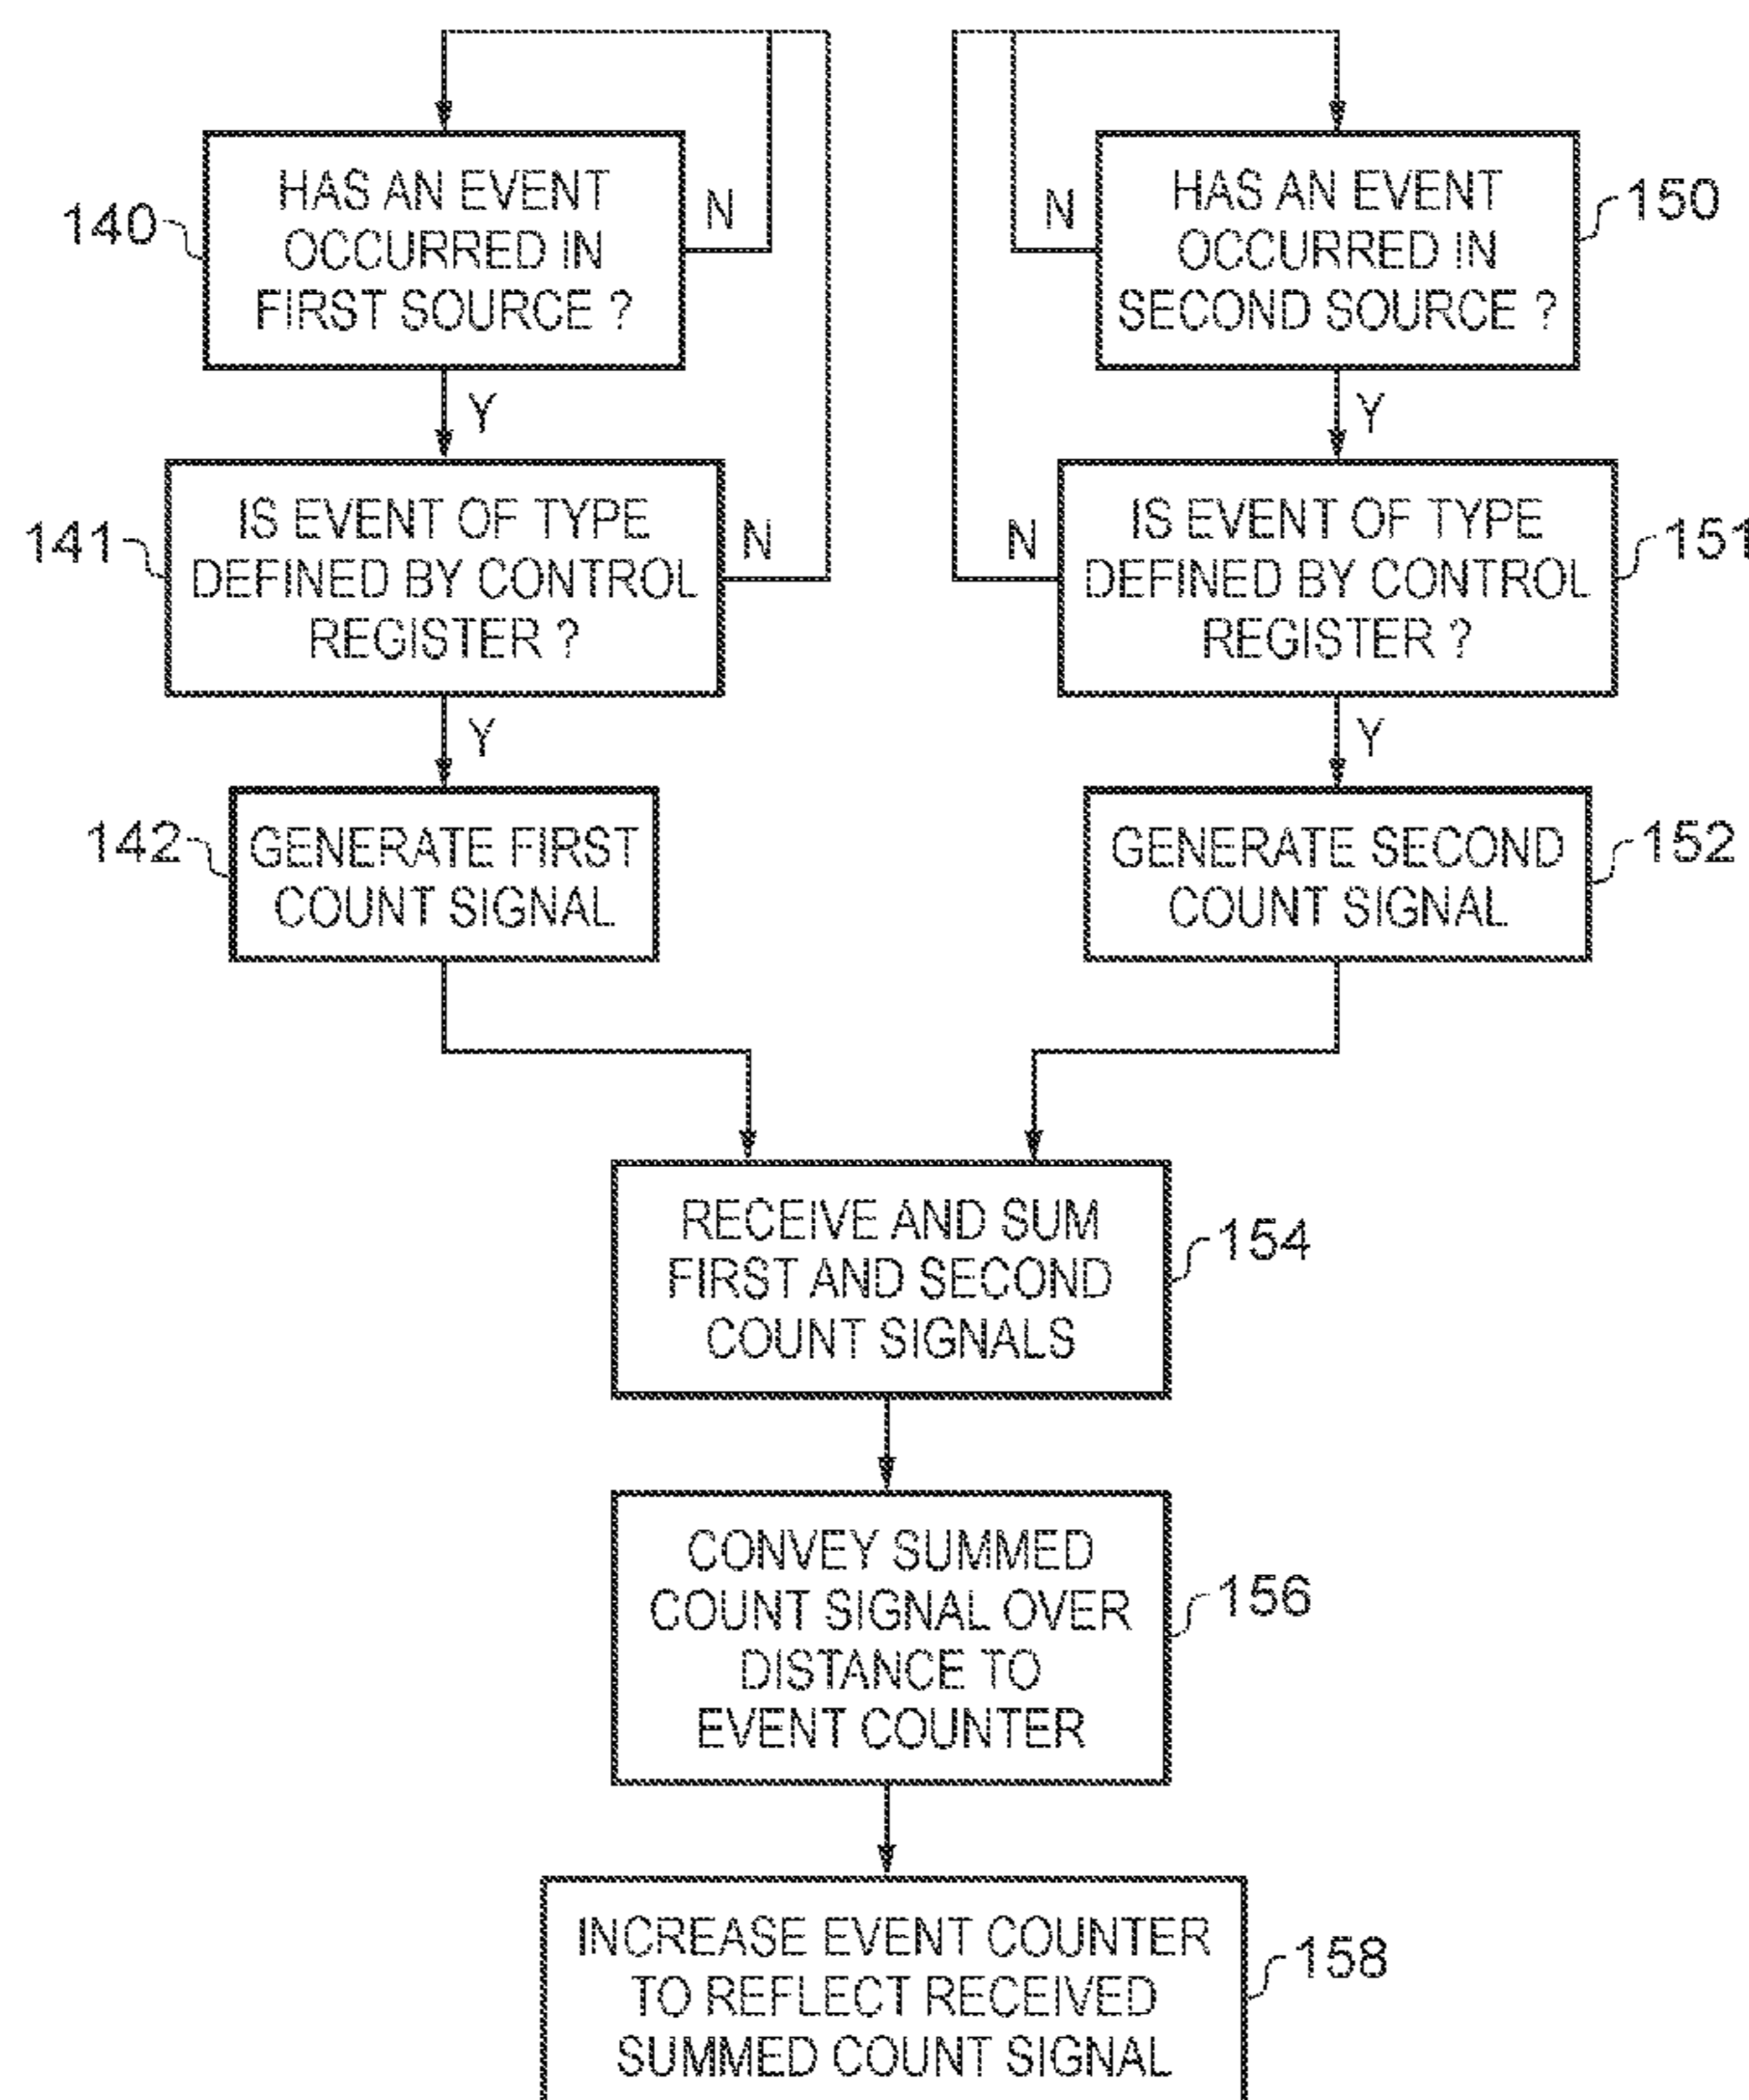 140
HAS AN EVENT
OCCURRED IN
FIRST SOURCE ?
N
Y
141
IS EVENT OF TYPE
DEFINED BY CONTROL
REGISTER ?
N
Y
142
GENERATE FIRST
COUNT SIGNAL
150
HAS AN EVENT
OCCURRED IN
SECOND SOURCE ?
N
Y
151
IS EVENT OF TYPE
DEFINED BY CONTROL
REGISTER ?
N
Y
152
GENERATE SECOND
COUNT SIGNAL
RECEIVE AND SUM
FIRST AND SECOND
COUNT SIGNALS
154
CONVEY SUMMED
COUNT SIGNAL OVER
DISTANCE TO
EVENT COUNTER
156
INCREASE EVENT COUNTER
TO REFLECT RECEIVED
SUMMED COUNT SIGNAL
158